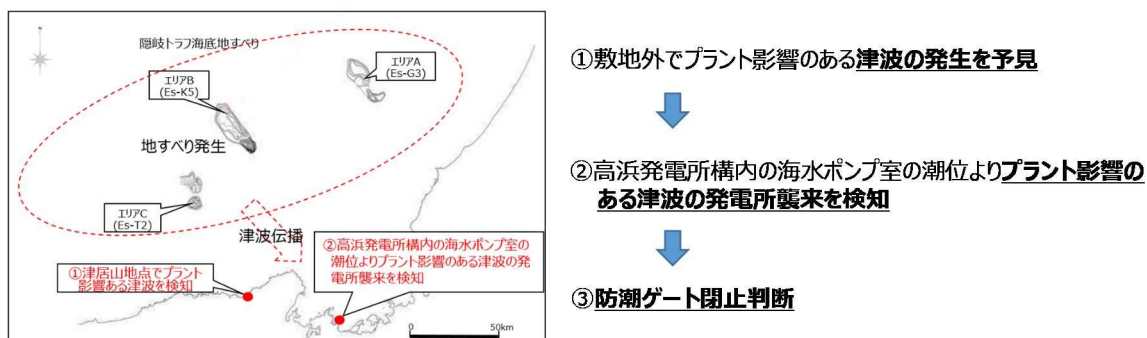 N
隠岐トラフ海底地すべり
エリアA
(Es-G3)
エリアB
(Es-K5)
地すべり発生
エリアC
(Es-T2)
津波伝播
①津居山地点でプラント
影響ある津波を検知
②高浜発電所構内の海水ポンプ室の
潮位よりプラント影響のある津波の発
電所襲来を検知
0 50km
①敷地外でプラント影響のある津波の発生を予見
②高浜発電所構内の海水ポンプ室の潮位よりプラント影響の
ある津波の発電所襲来を検知
③防潮ゲート閉止判断